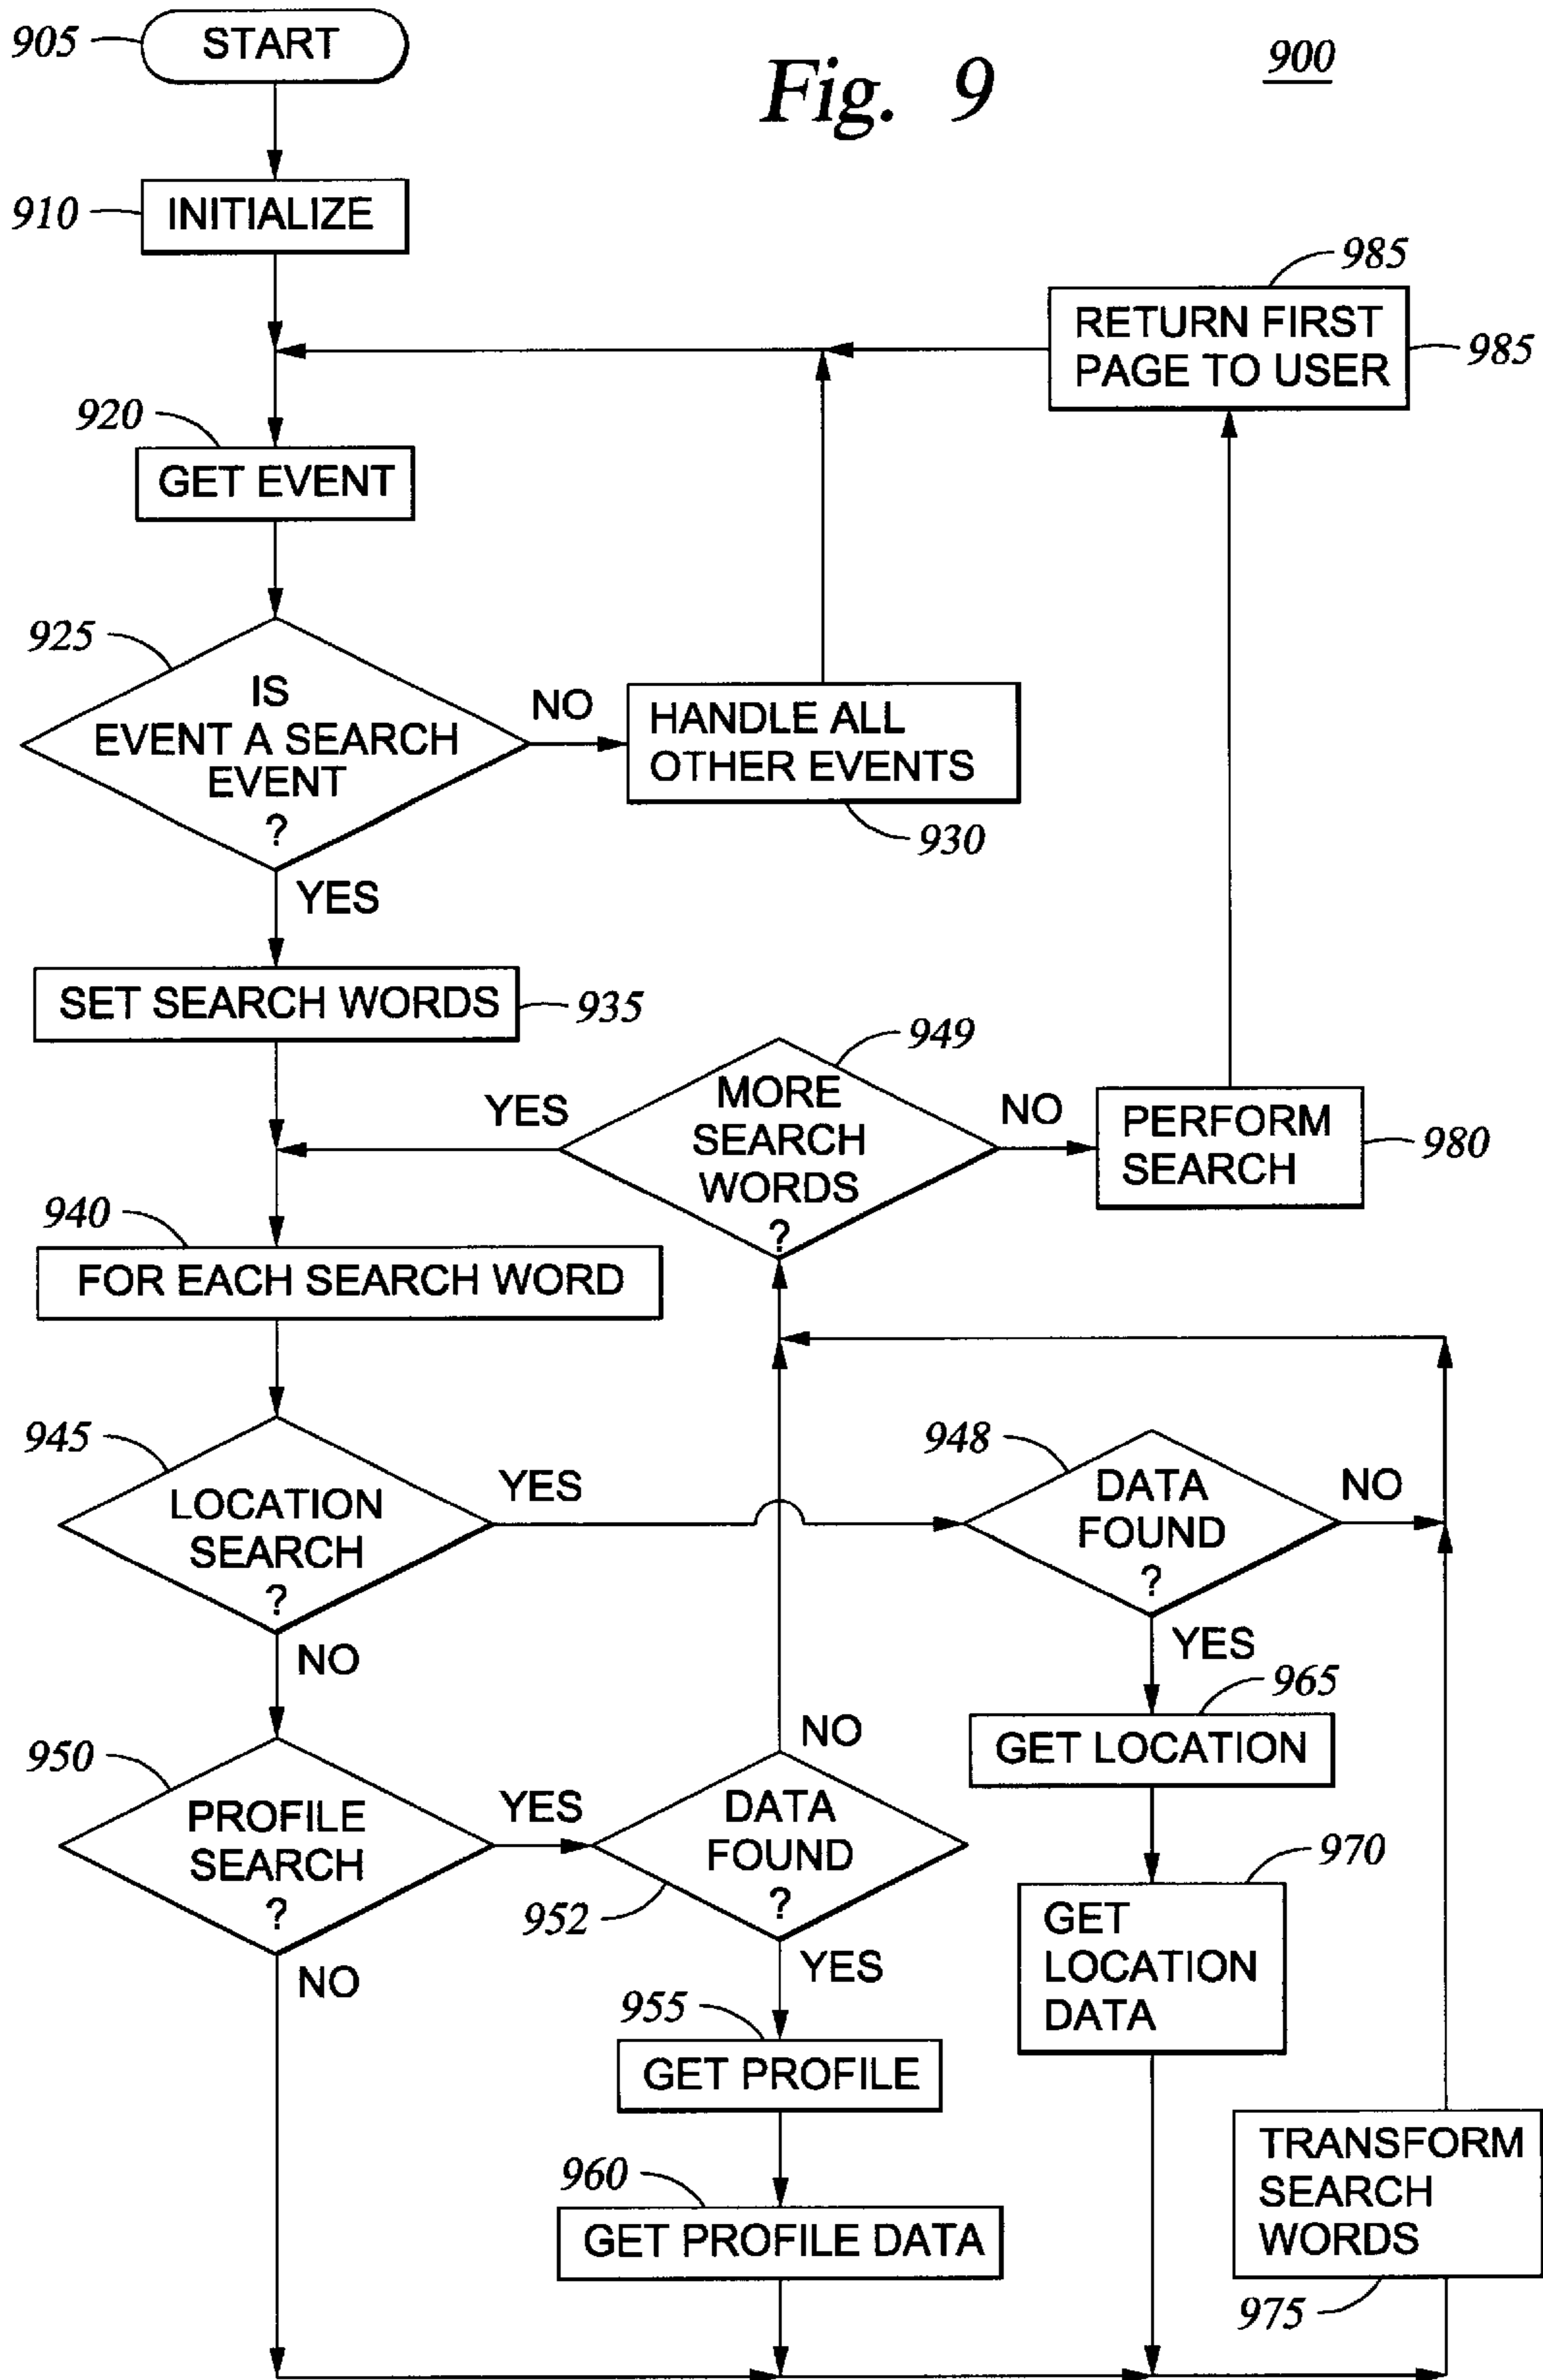 905
START
Fig. 9
900
910
INITIALIZE
985
RETURN FIRST
PAGE TO USER
985
920
GET EVENT
925
IS
EVENT A SEARCH
EVENT
?
NO
HANDLE ALL
OTHER EVENTS
930
YES
SET SEARCH WORDS
935
949
MORE
SEARCH
WORDS
?
YES
NO
PERFORM
SEARCH
980
940
FOR EACH SEARCH WORD
945
LOCATION
SEARCH
?
YES
948
DATA
FOUND
?
NO
NO
YES
965
GET LOCATION
950
PROFILE
SEARCH
?
YES
NO
DATA
FOUND
?
952
970
GET
LOCATION
DATA
NO
YES
955
GET PROFILE
960
GET PROFILE DATA
TRANSFORM
SEARCH
WORDS
975